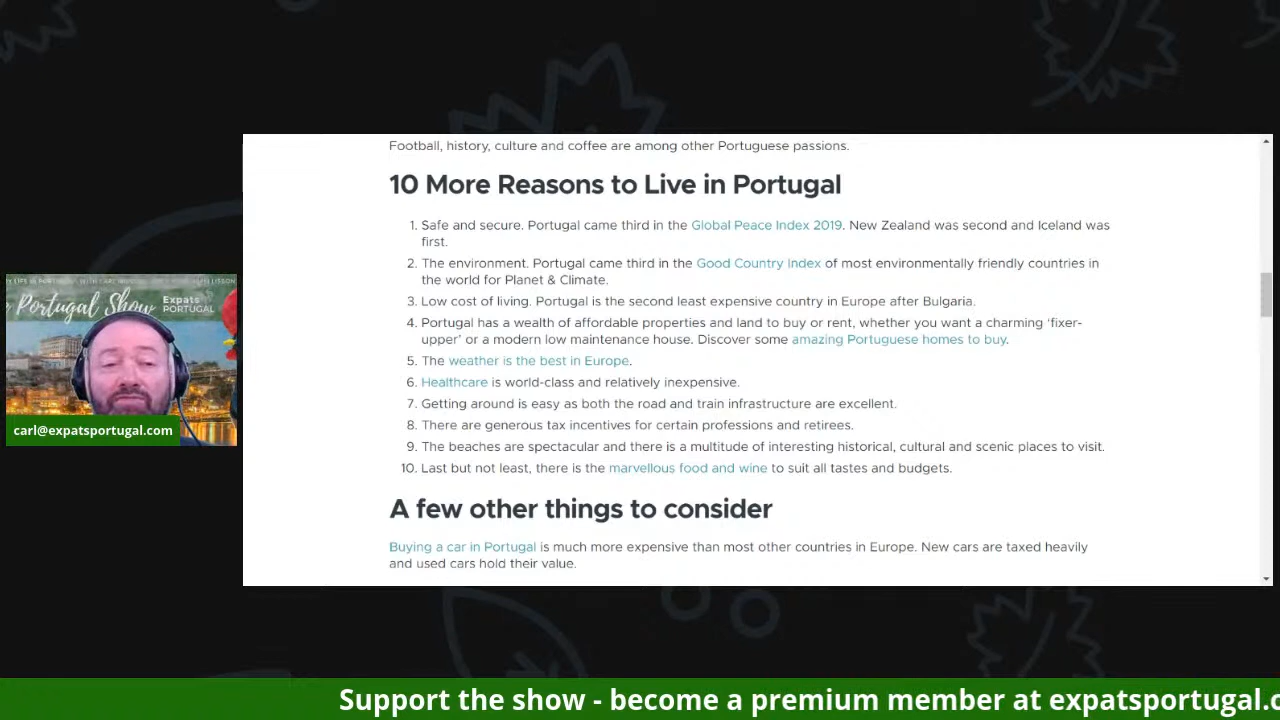 Football, history, culture and coffee are among other Portuguese passions.
10 More Reasons to Live in Portugal
1. Safe and secure. Portugal came third in the Global Peace Index 2019. New Zealand was second and Iceland was
first.
2. The environment. Portugal came third in the Good Country Index of most environmentally friendly countries in
the world for Planet & Climate.
3. Low cost of living. Portugal is the second least expensive country in Europe after Bulgaria.
4. Portugal has a wealth of affordable properties and land to buy or rent, whether you want a charming ‘fixer-
upper’ or a modern low maintenance house. Discover some amazing Portuguese homes to buy.
5. The weather is the best in Europe.
6. Healthcare is world-class and relatively inexpensive.
7. Getting around is easy as both the road and train infrastructure are excellent.
8. There are generous tax incentives for certain professions and retirees.
9. The beaches are spectacular and there is a multitude of interesting historical, cultural and scenic places to visit.
10. Last but not least, there is the marvellous food and wine to suit all tastes and budgets.
A few other things to consider
Buying a car in Portugal is much more expensive than most other countries in Europe. New cars are taxed heavily
and used cars hold their value.
Portugal Show
Expats
PORTUGAL
carl@expatsportugal.com
Support the show - become a premium member at expatsportugal.c